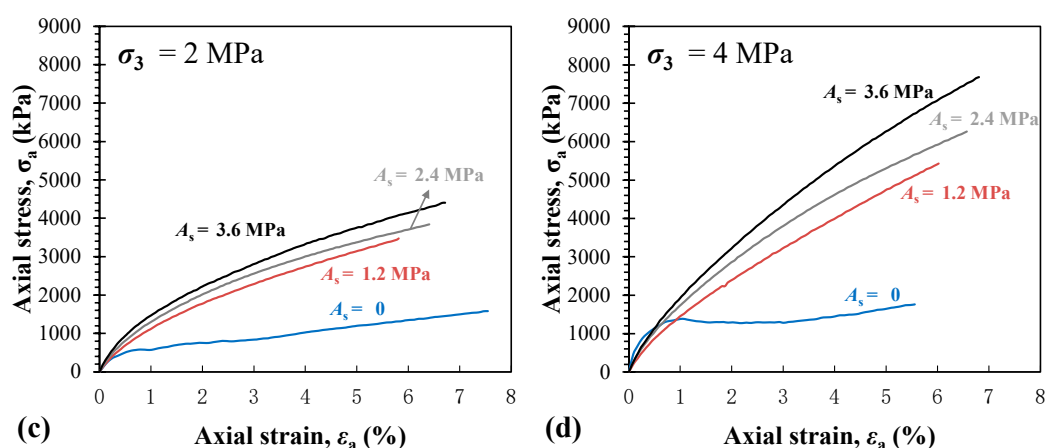 9000
8000
7000
6000
5000
4000
3000
2000
1000
0
Axial stress, σa (kPa)
σ3 = 2 MPa
As = 2.4 MPa
As = 3.6 MPa
As = 1.2 MPa
As = 0
0 1 2 3 4 5 6 7 8
(c) Axial strain, εa (%)
9000
8000
7000
6000
5000
4000
3000
2000
1000
0
Axial stress, σa (kPa)
σ3 = 4 MPa
As = 3.6 MPa
As = 2.4 MPa
As = 1.2 MPa
As = 0
0 1 2 3 4 5 6 7 8
(d) Axial strain, εa (%)